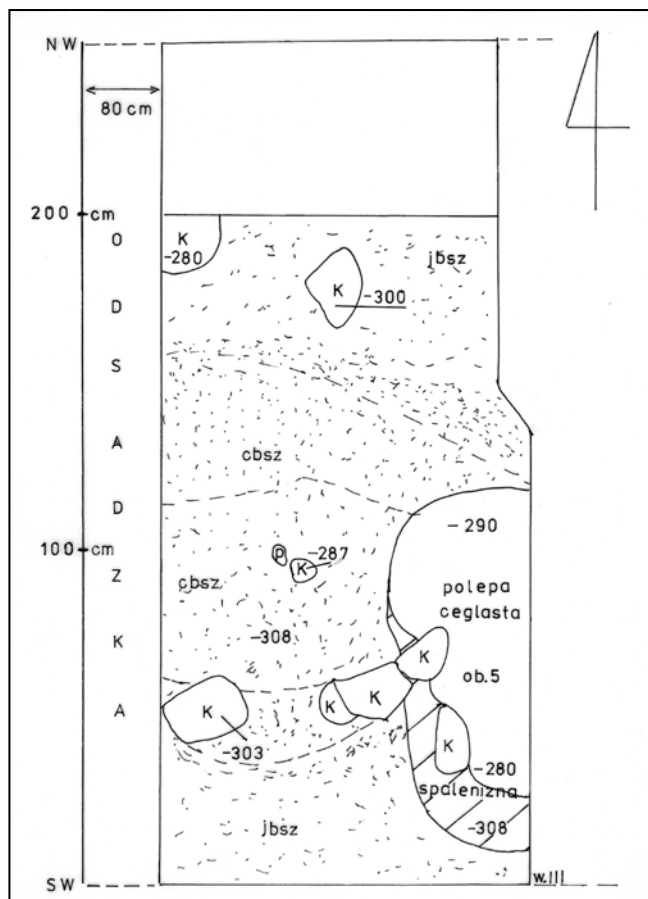 NW
80 cm
200 cm
O
D
S
A
D
Z
K
A
K
-280
jbsz
K
-300
cbsz
-290
100 cm
p
K
-287
polepa
ceglasta
cbsz
-308
K
ob.5
K
K
K
-303
K
-280
spalenizna
-308
jbsz
SW
w.III